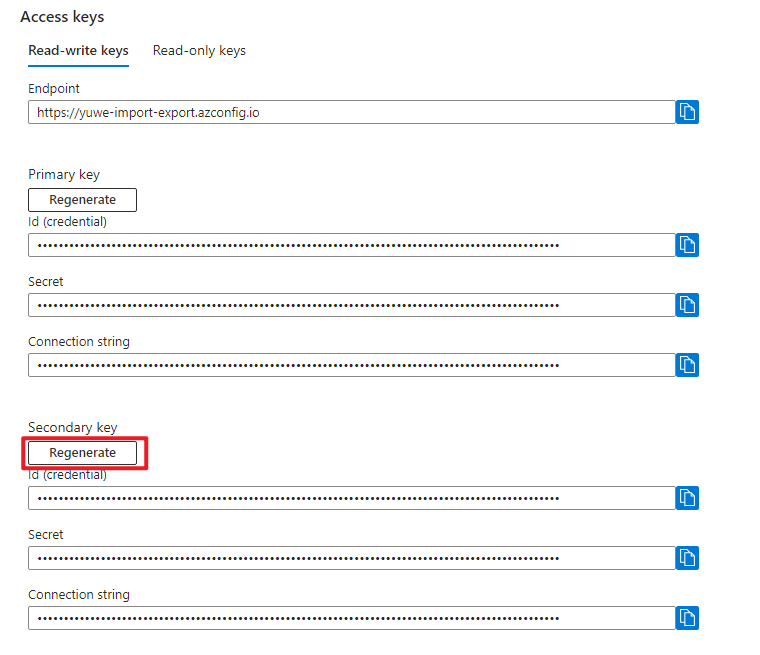 Access keys
Read-write keys Read-only keys
Endpoint
https://yuwe-import-export.azconfig.io
Primary key
Regenerate
Id (credential)
Secret
Connection string
Secondary key
Regenerate
Id (credential)
Secret
Connection string